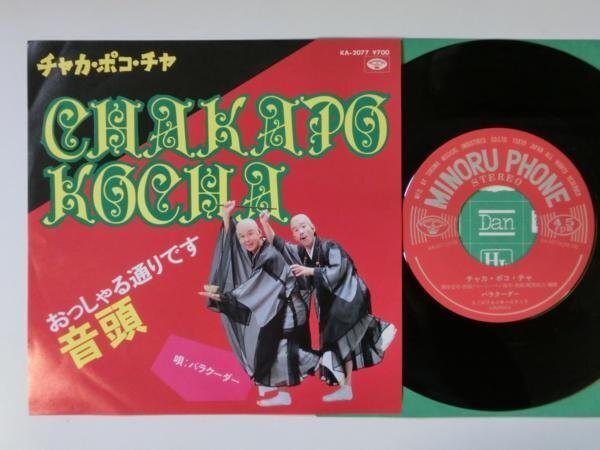 KA-2077 ¥700
チャカ・ポコ・チャ
CHAKAPO
KOCHA
おっしゃる通りです
音頭
唄：バラクーダー
MINORU PHONE
STEREO
45
Dan
チャカ・ポコ・チャ
バラクーダー